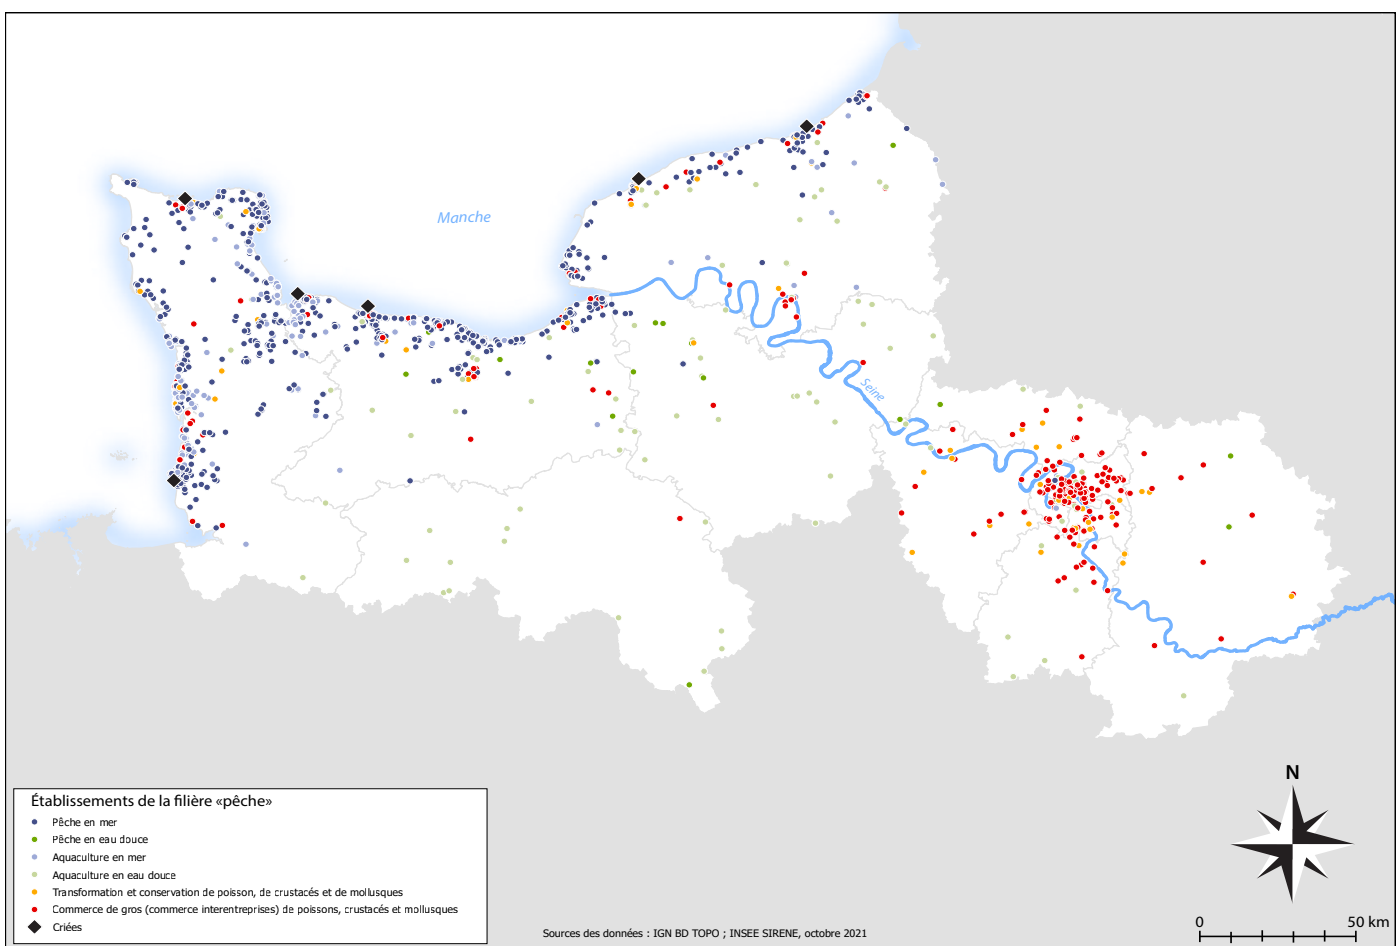 Manche
Seine
Établissements de la filière «pêche»
Pêche en mer
Pêche en eau douce
Aquaculture en mer
Aquaculture en eau douce
Transformation et conservation de poisson, de crustacés et de mollusques
Commerce de gros (commerce interentreprises) de poissons, crustacés et mollusques
Criées
Sources des données : IGN BD TOPO ; INSEE SIRENE, octobre 2021
N
0 50 km